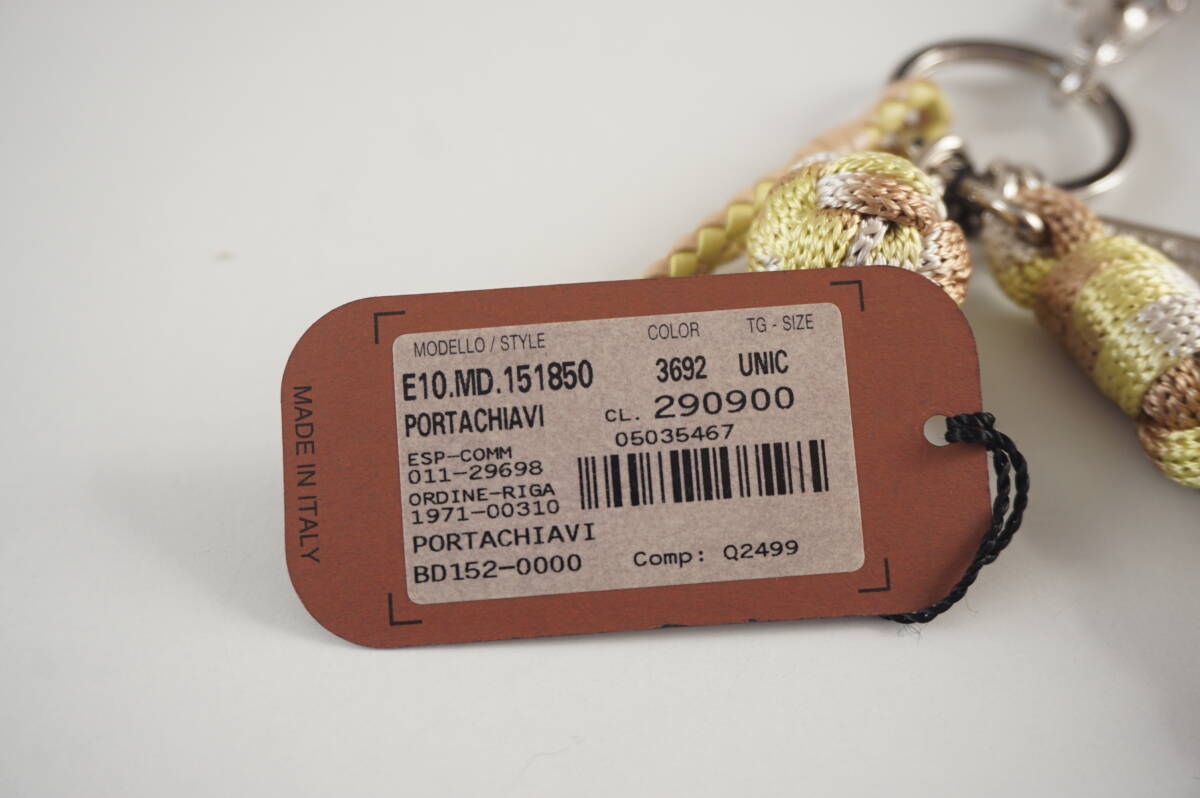 MADE IN ITALY
MODELLO / STYLE COLOR TG - SIZE
E10.MD.151850 3692 UNIC
PORTACHIAVI CL. 290900
05035467
ESP-COMM
011-29698
ORDINE-RIGA
1971-00310
PORTACHIAVI
BD152-0000 Comp: Q2499